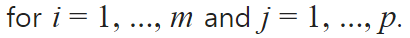 for i = 1, ..., m and j = 1, ..., p.